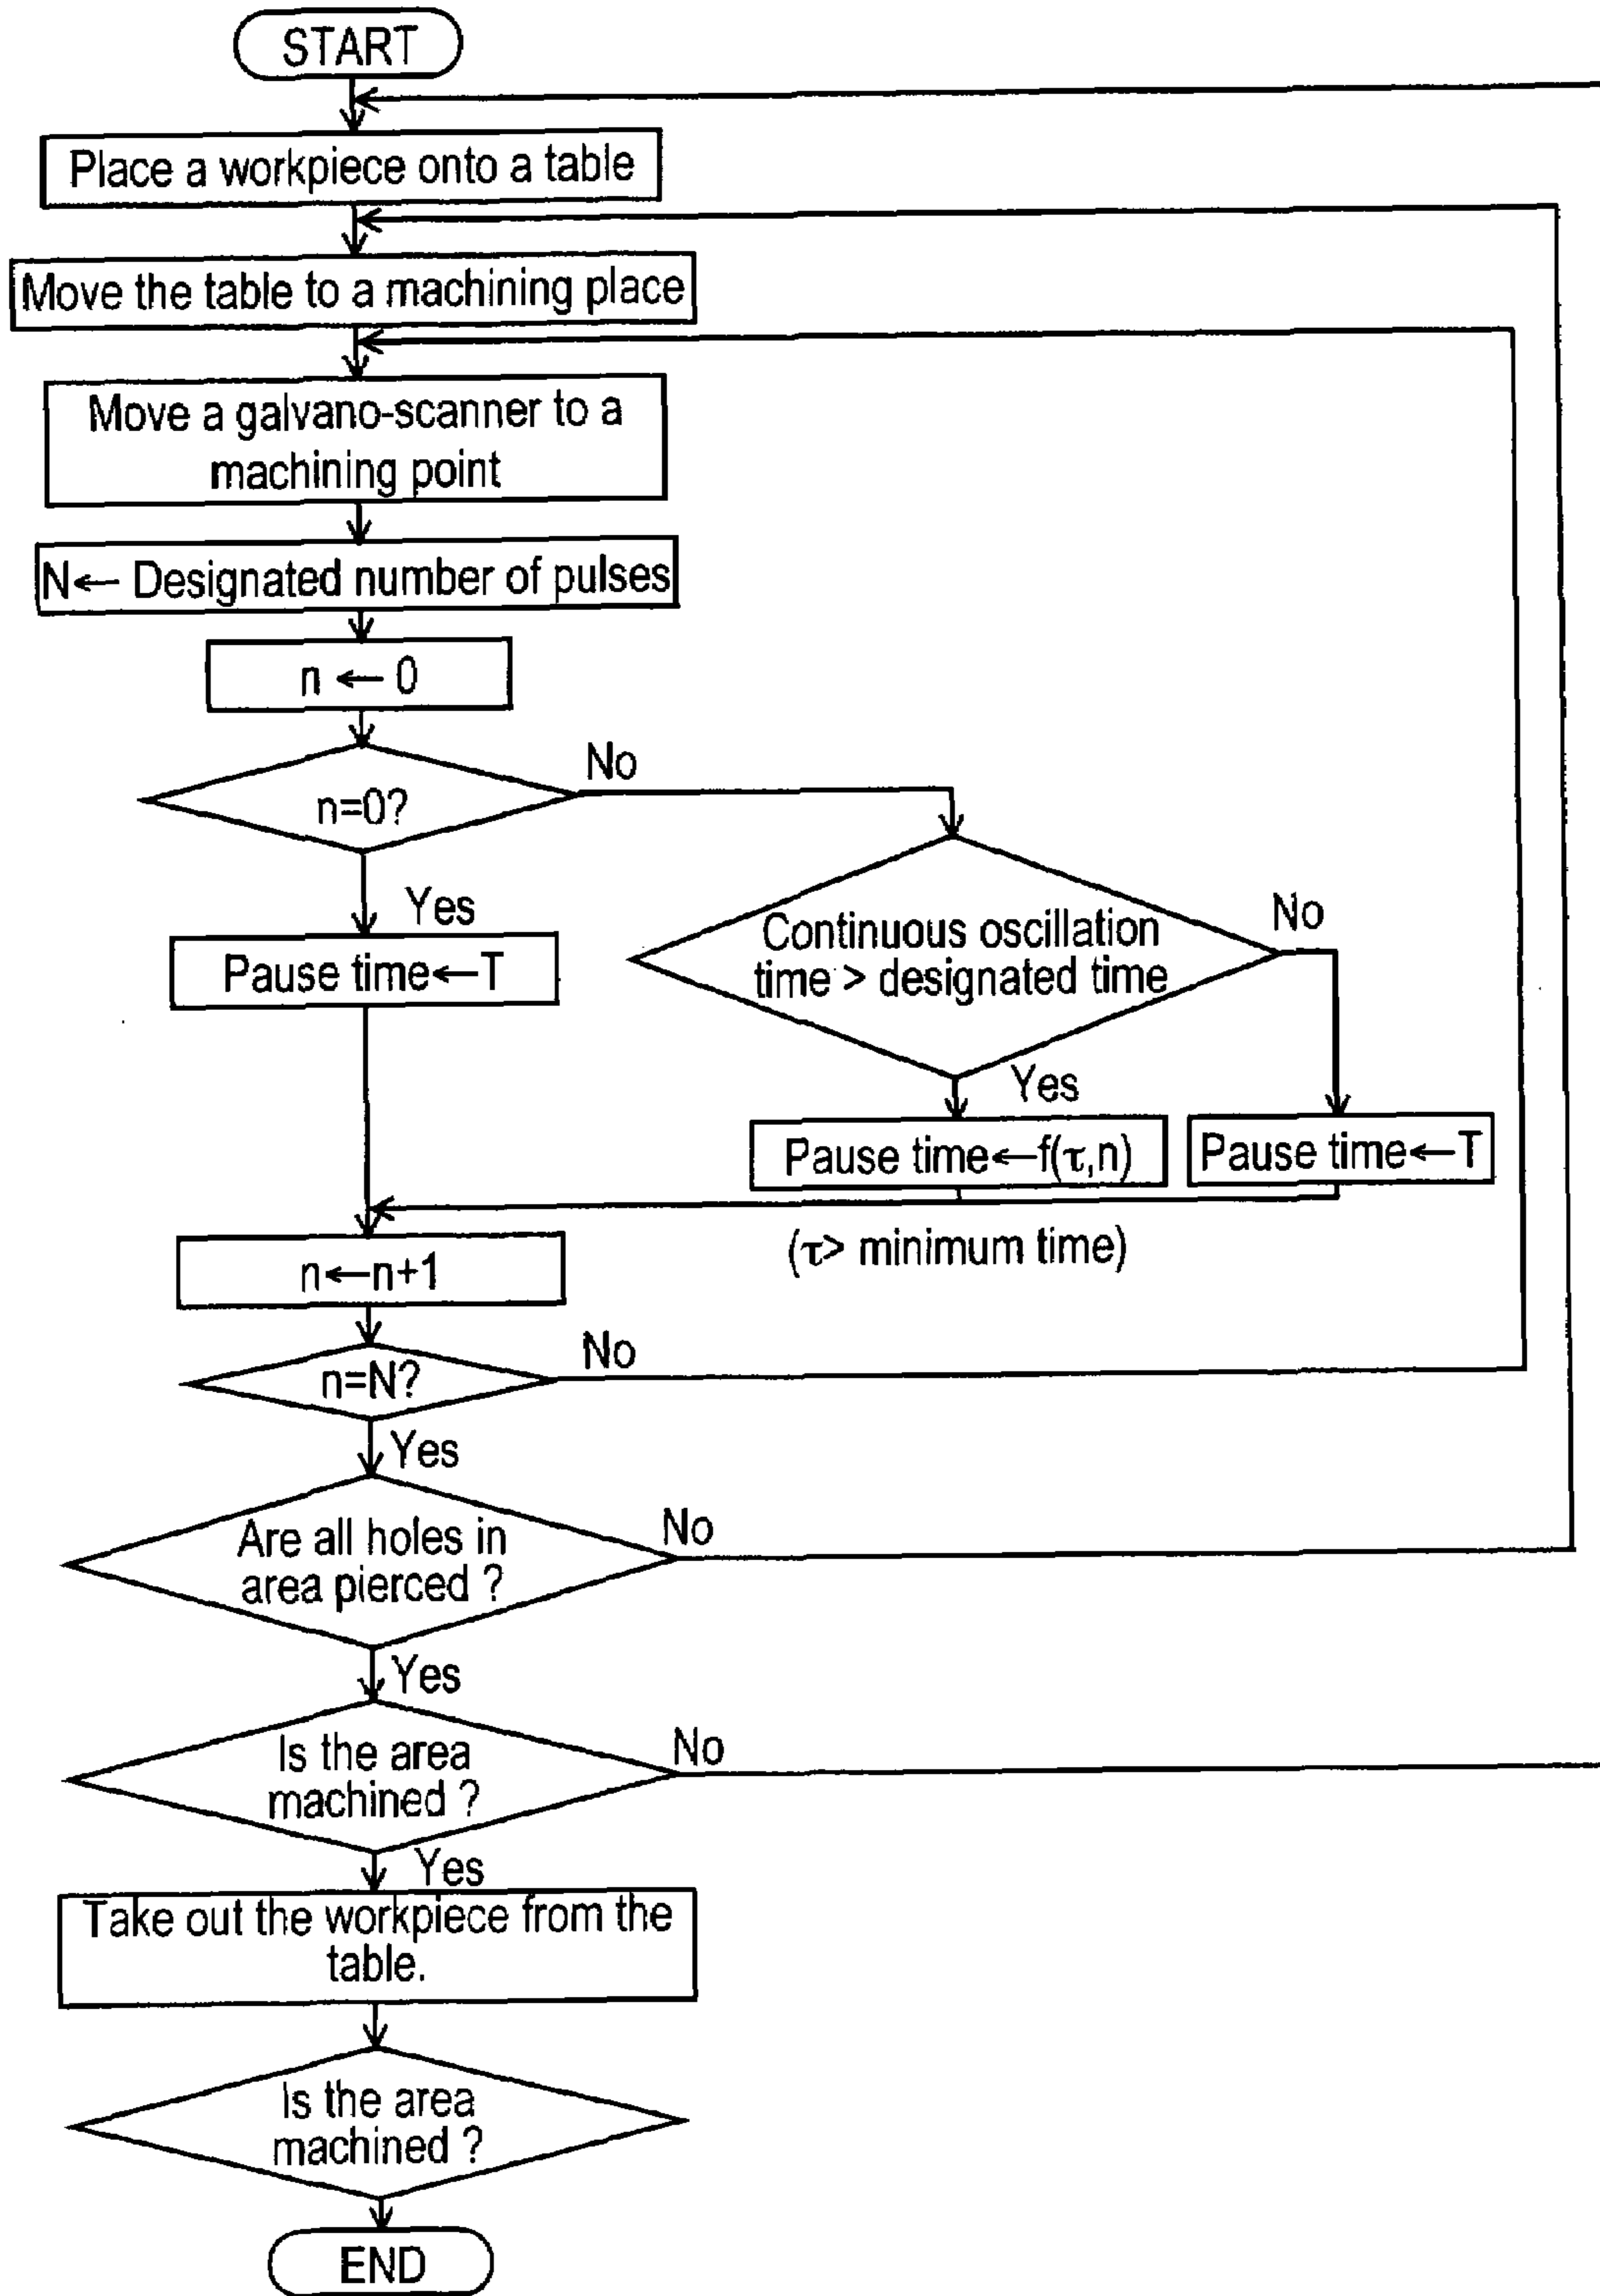 START
Place a workpiece onto a table
Move the table to a machining place
Move a galvano-scanner to a
machining point
N← Designated number of pulses
n ← 0
n=0?
No
Yes
Pause time←T
Continuous oscillation
time > designated time
No
Yes
Pause time←f(τ,n)
Pause time←T
(τ> minimum time)
n←n+1
n=N?
No
Yes
Are all holes in
area pierced ?
No
Yes
Is the area
machined ?
No
Yes
Take out the workpiece from the
table.
Is the area
machined ?
END